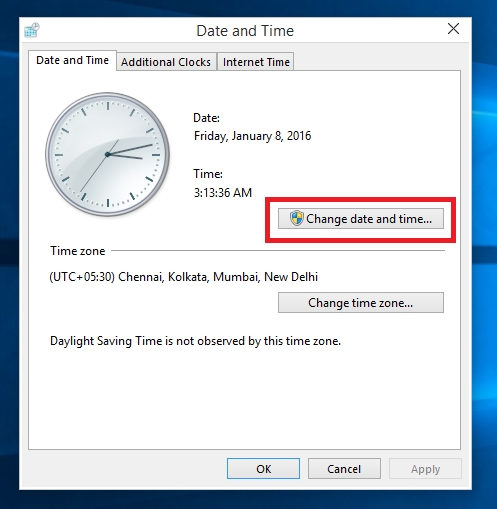 Date and Time
Date and Time
Additional Clocks
Internet Time
Date:
Friday, January 8, 2016
Time:
3:13:36 AM
Change date and time...
Time zone
(UTC+05:30) Chennai, Kolkata, Mumbai, New Delhi
Change time zone...
Daylight Saving Time is not observed by this time zone.
OK
Cancel
Apply